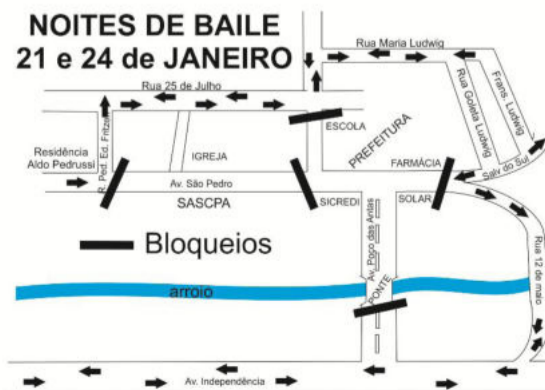 NOITES DE BAILE
21 e 24 de JANEIRO
Rua Maria Ludwig
Rua 25 de Julho
Rua Goleta Ludwig
Frans. Ludwig
ESCOLA
PREFEITURA
R. Ped. Ed. Fritzen
Residência
Aldo Pedrussi
IGREJA
FARMÁCIA
Salv do Sul
Av. São Pedro
SASCPA
SICREDI
SOLAR
Av. Poço das Antas
Bloqueios
Rua 12 de maio
arroio
PONTE
Av. Independência